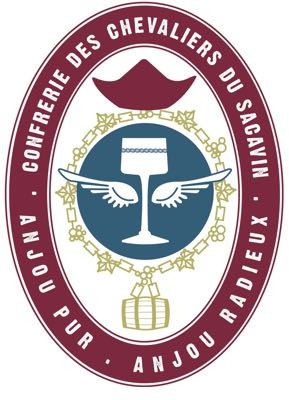 · CONFRERIE DES CHEVALIERS DU SACAVIN ·
ANJOU PUR · ANJOU RADIEUX